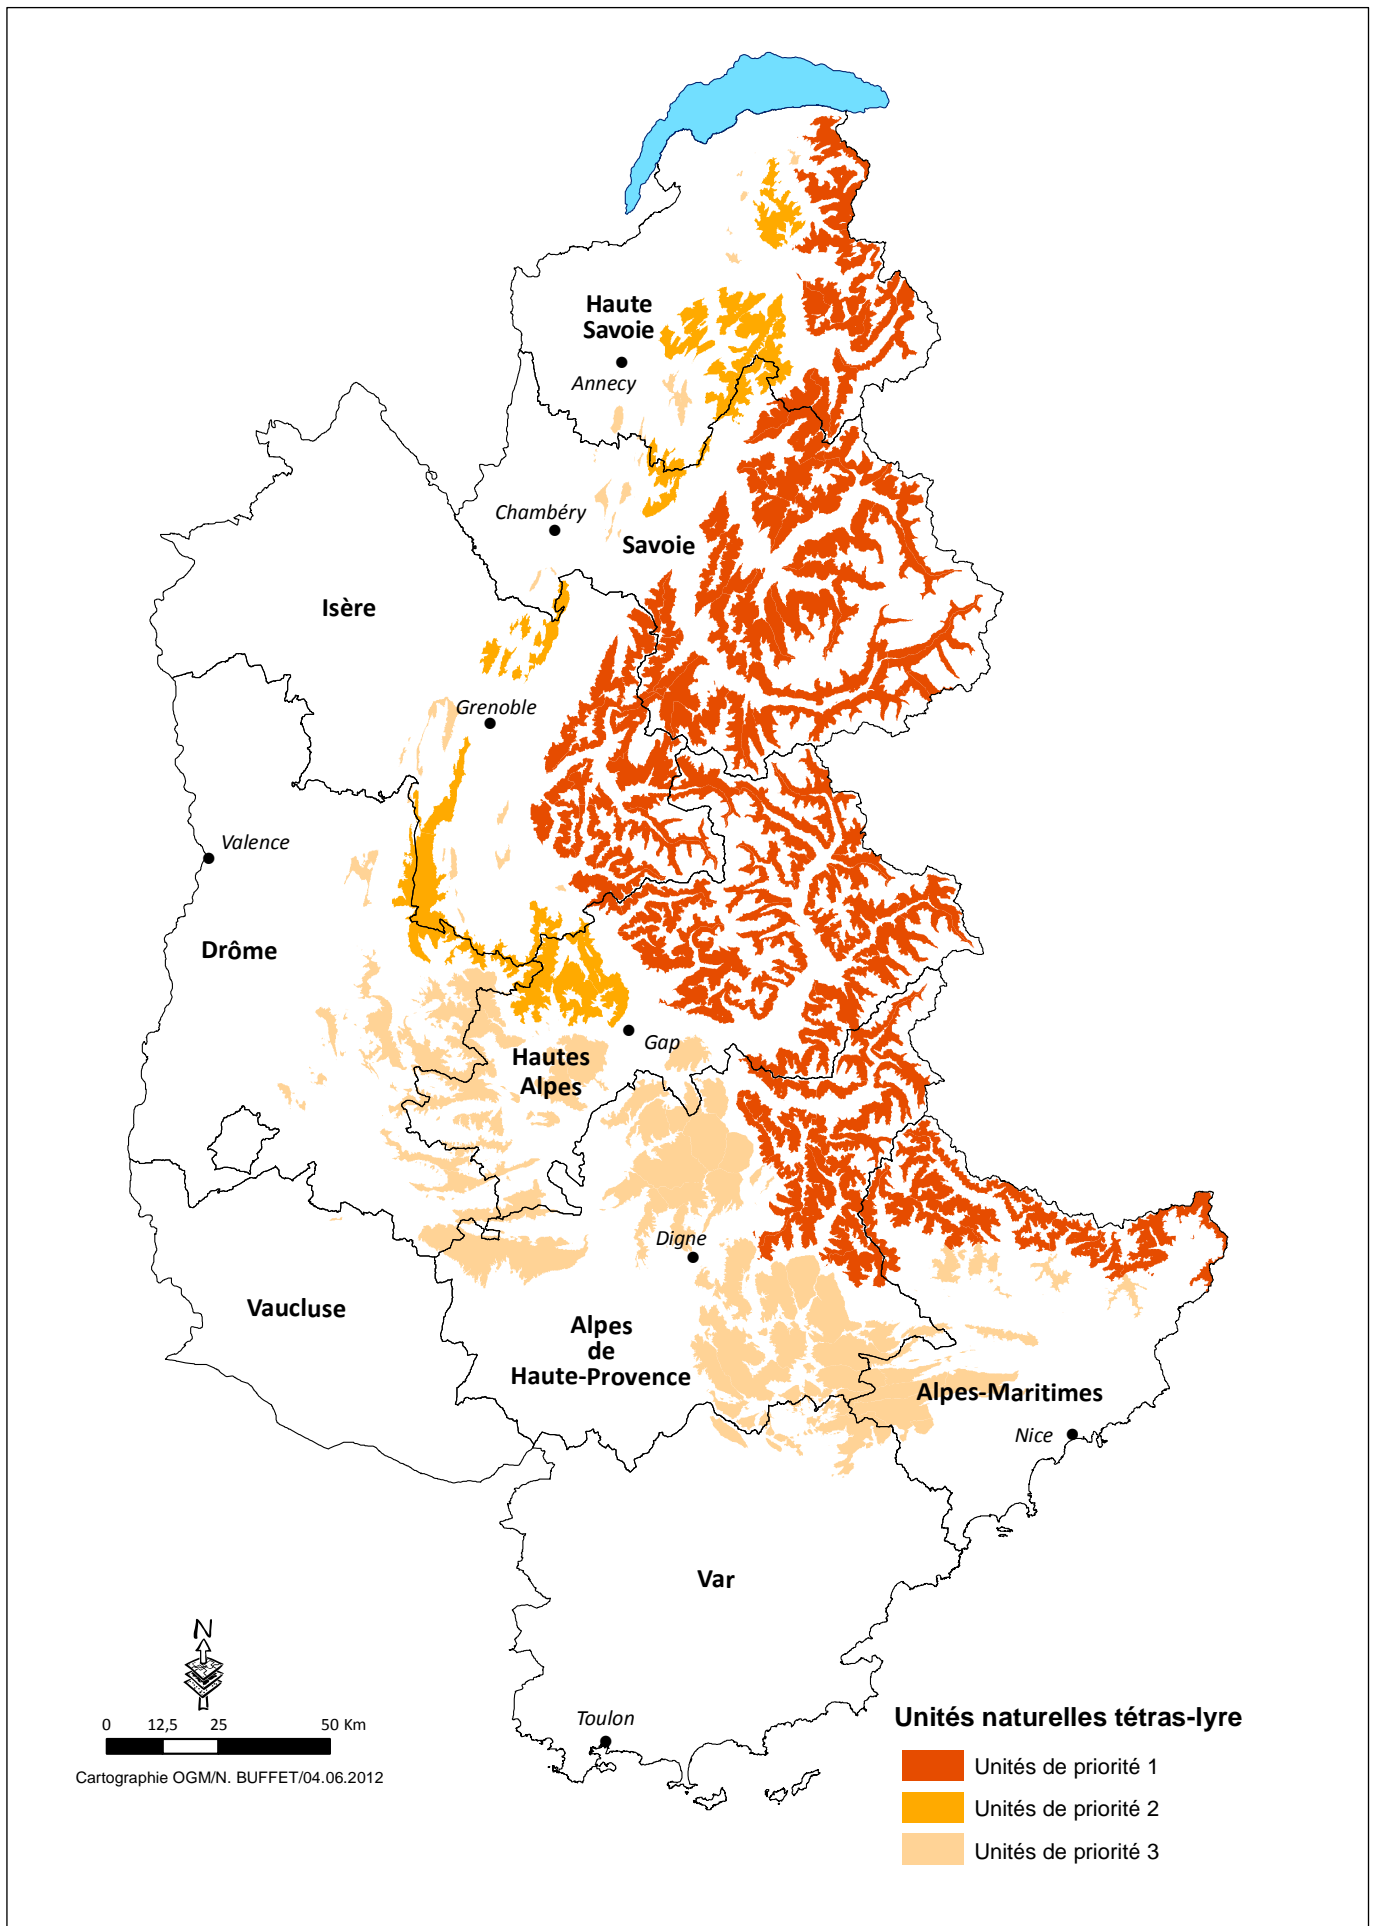 Haute
Savoie
Annecy
Chambéry
Savoie
Isère
Grenoble
Valence
Drôme
Gap
Hautes
Alpes
Digne
Vaucluse
Alpes
de
Haute-Provence
Alpes-Maritimes
Nice
Var
N
0 12,5 25 50 Km
Cartographie OGM/N. BUFFET/04.06.2012
Toulon
Unités naturelles tétras-lyre
Unités de priorité 1
Unités de priorité 2
Unités de priorité 3